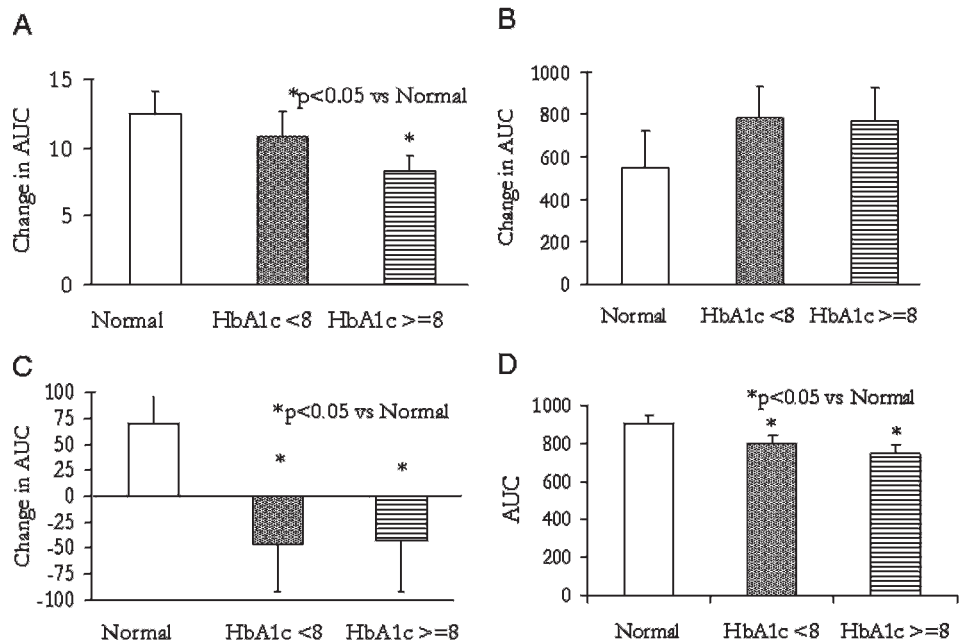 A
Change in AUC
15
10
5
0
*p<0.05 vs Normal
*
Normal HbA1c <8 HbA1c >=8
B
Change in AUC
1000
800
600
400
200
0
Normal HbA1c <8 HbA1c >=8
C
Change in AUC
100
75
50
25
0
-25
-50
-75
-100
*p<0.05 vs Normal
* *
Normal HbA1c <8 HbA1c >=8
D
AUC
1000
800
600
400
200
0
*p<0.05 vs Normal
* *
Normal HbA1c <8 HbA1c >=8